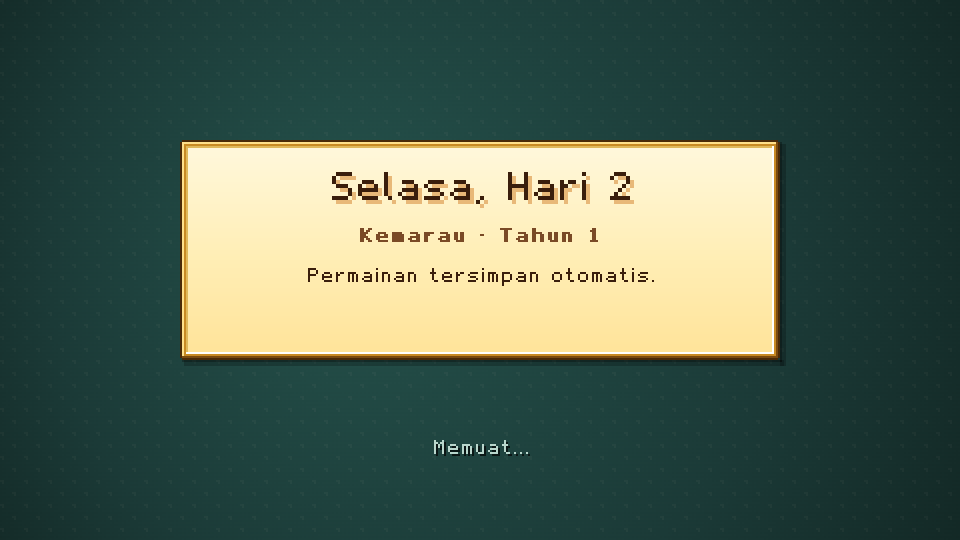 Selasa, Hari 2
Kemarau · Tahun 1
Permainan tersimpan otomatis.
Memuat...